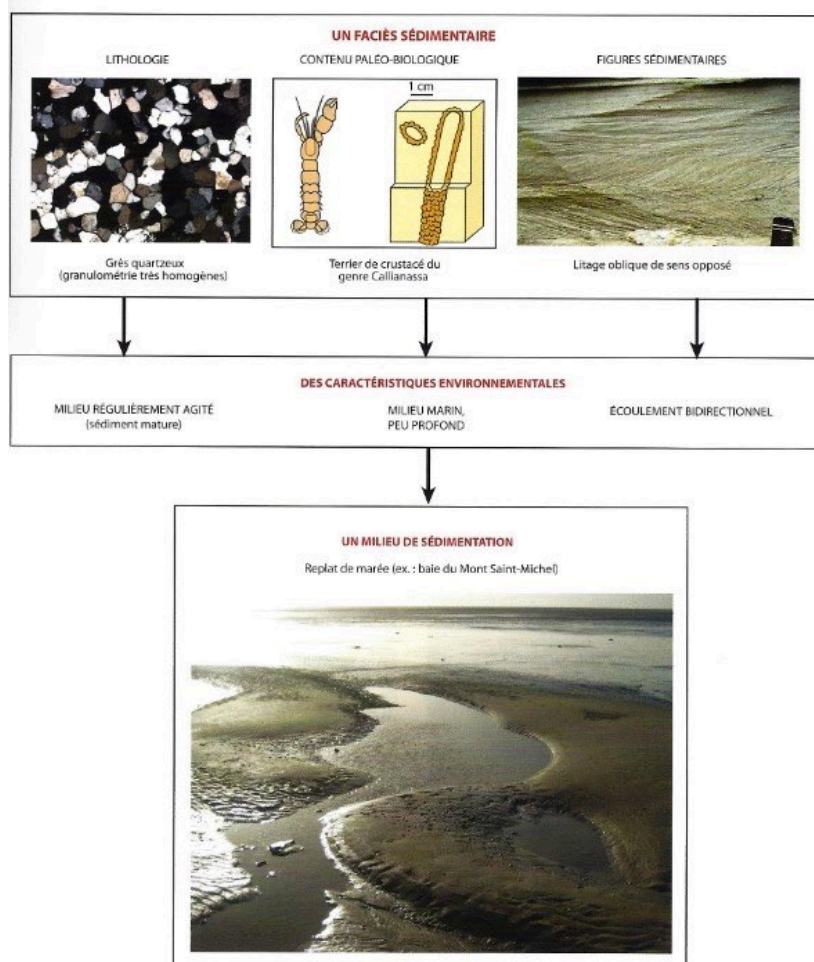 UN FACIÈS SÉDIMENTAIRE
LITHOLOGIE
CONTENU PALÉO-BIOLOGIQUE
FIGURES SÉDIMENTAIRES
1 cm
Grès quartzeux
(granulométrie très homogènes)
Terrier de crustacé du
genre Callianassa
Litage oblique de sens opposé
DES CARACTÉRISTIQUES ENVIRONNEMENTALES
MILIEU RÉGULIÈREMENT AGITÉ
(sédiment mature)
MILIEU MARIN,
PEU PROFOND
ÉCOULEMENT BIDIRECTIONNEL
UN MILIEU DE SÉDIMENTATION
Replat de marée (ex. : baie du Mont Saint-Michel)